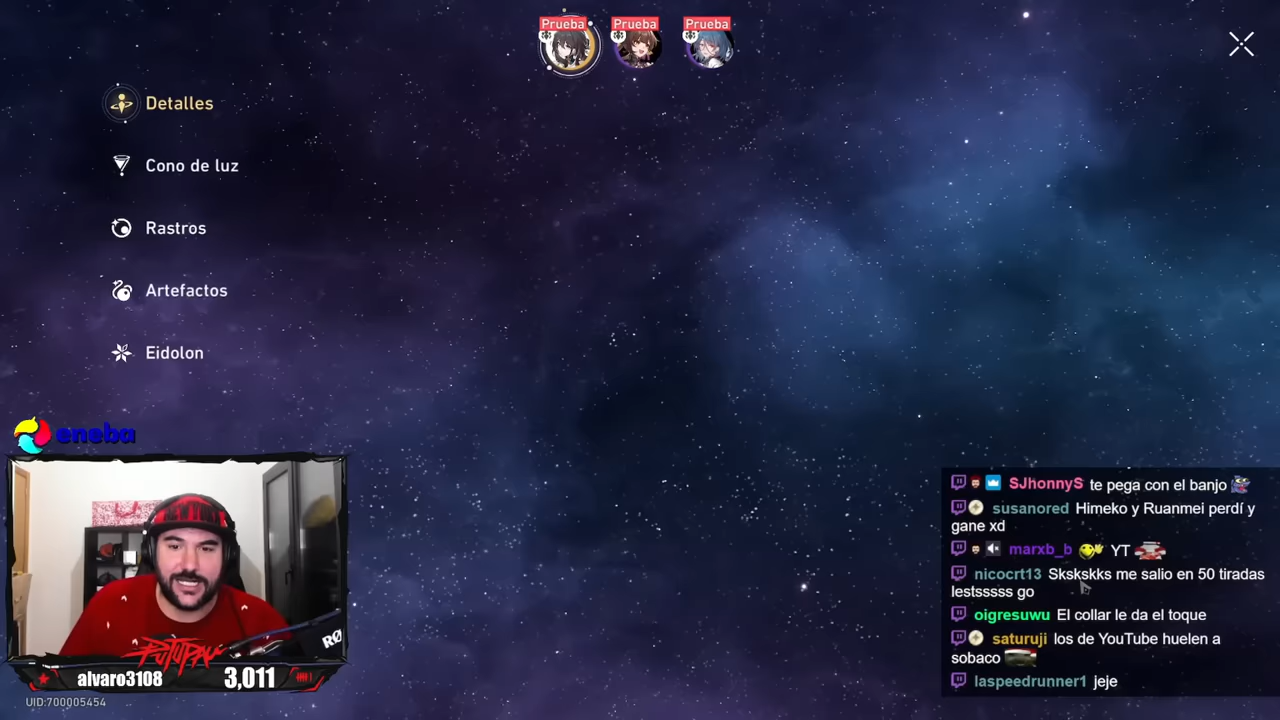 Prueba Prueba Prueba
Detalles
Cono de luz
Rastros
Artefactos
Eidolon
eneba
SJhonnyS te pega con el banjo
susanored Himeko y Ruanmei perdí y
gane xd
marxb_b YT
nicocrt13 Skskskks me salio en 50 tiradas
lestsssss go
oigresuwu El collar le da el toque
saturuji los de YouTube huelen a
sobaco
laspeedrunner1 jeje
alvaro3108 3,011
UID:700005454